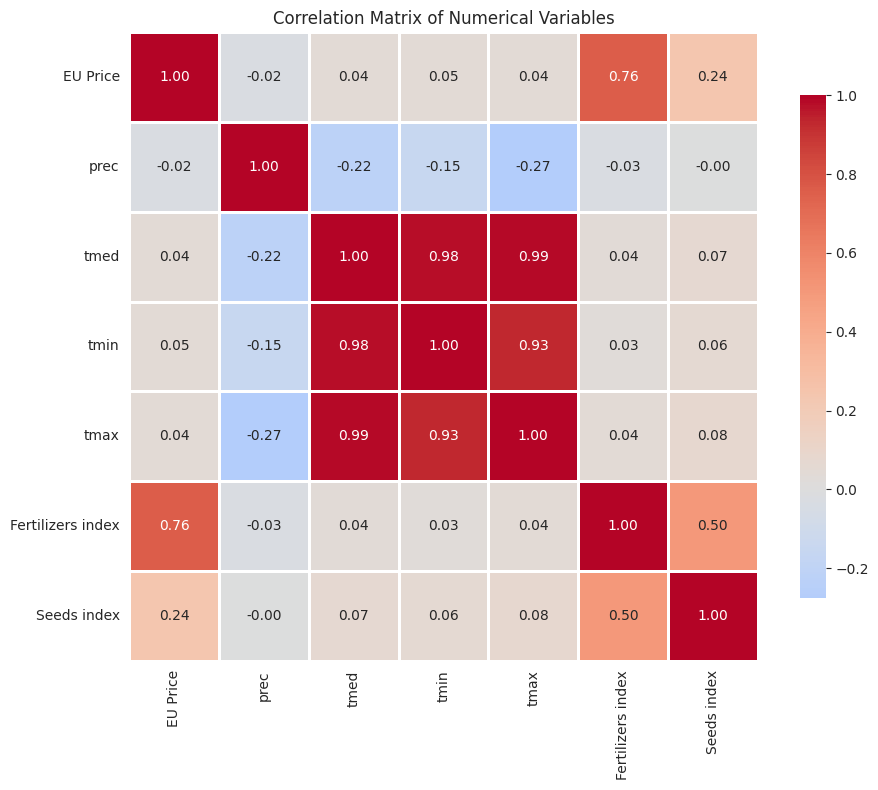 Correlation Matrix of Numerical Variables
EU Price 1.00 -0.02 0.04 0.05 0.04 0.76 0.24
prec -0.02 1.00 -0.22 -0.15 -0.27 -0.03 -0.00
tmed 0.04 -0.22 1.00 0.98 0.99 0.04 0.07
tmin 0.05 -0.15 0.98 1.00 0.93 0.03 0.06
tmax 0.04 -0.27 0.99 0.93 1.00 0.04 0.08
Fertilizers index 0.76 -0.03 0.04 0.03 0.04 1.00 0.50
Seeds index 0.24 -0.00 0.07 0.06 0.08 0.50 1.00
EU Price prec tmed tmin tmax Fertilizers index Seeds index
1.0
0.8
0.6
0.4
0.2
0.0
−0.2